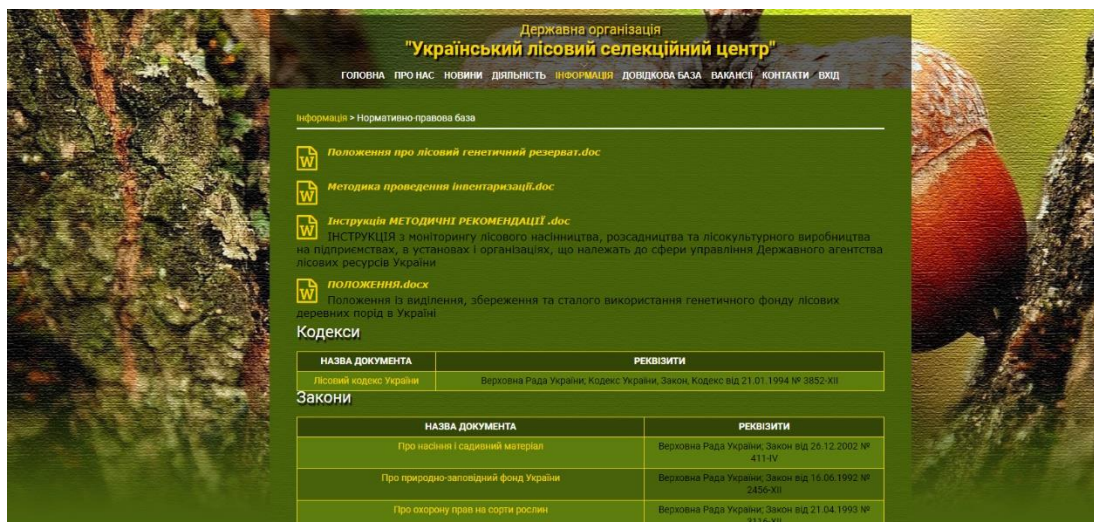 Державна організація
"Український лісовий селекційний центр"
ГОЛОВНА ПРО НАС НОВИНИ ДІЯЛЬНІСТЬ ІНФОРМАЦІЯ ДОВІДКОВА БАЗА ВАКАНСІЇ КОНТАКТИ ВХІД
Інформація > Нормативно-правова база
Положення про лісовий генетичний резерват.doc
Методика проведення інвентаризації.doc
Інструкція МЕТОДИЧНІ РЕКОМЕНДАЦІЇ .doc
ІНСТРУКЦІЯ з моніторингу лісового насінництва, розсадництва та лісокультурного виробництва
на підприємствах, в установах і організаціях, що належать до сфери управління Державного агентства
лісових ресурсів України
ПОЛОЖЕННЯ.docx
Положення із виділення, збереження та сталого використання генетичного фонду лісових
деревних порід в Україні
Кодекси
НАЗВА ДОКУМЕНТА РЕКВІЗИТИ
Лісовий кодекс України Верховна Рада України; Кодекс України, Закон, Кодекс від 21.01.1994 № 3852-XII
Закони
НАЗВА ДОКУМЕНТА РЕКВІЗИТИ
Про насіння і садивний матеріал Верховна Рада України; Закон від 26.12.2002 №
411-IV
Про природно-заповідний фонд України Верховна Рада України; Закон від 16.06.1992 №
2456-XII
Про охорону прав на сорти рослин Верховна Рада України; Закон від 21.04.1993 №
3116-XII